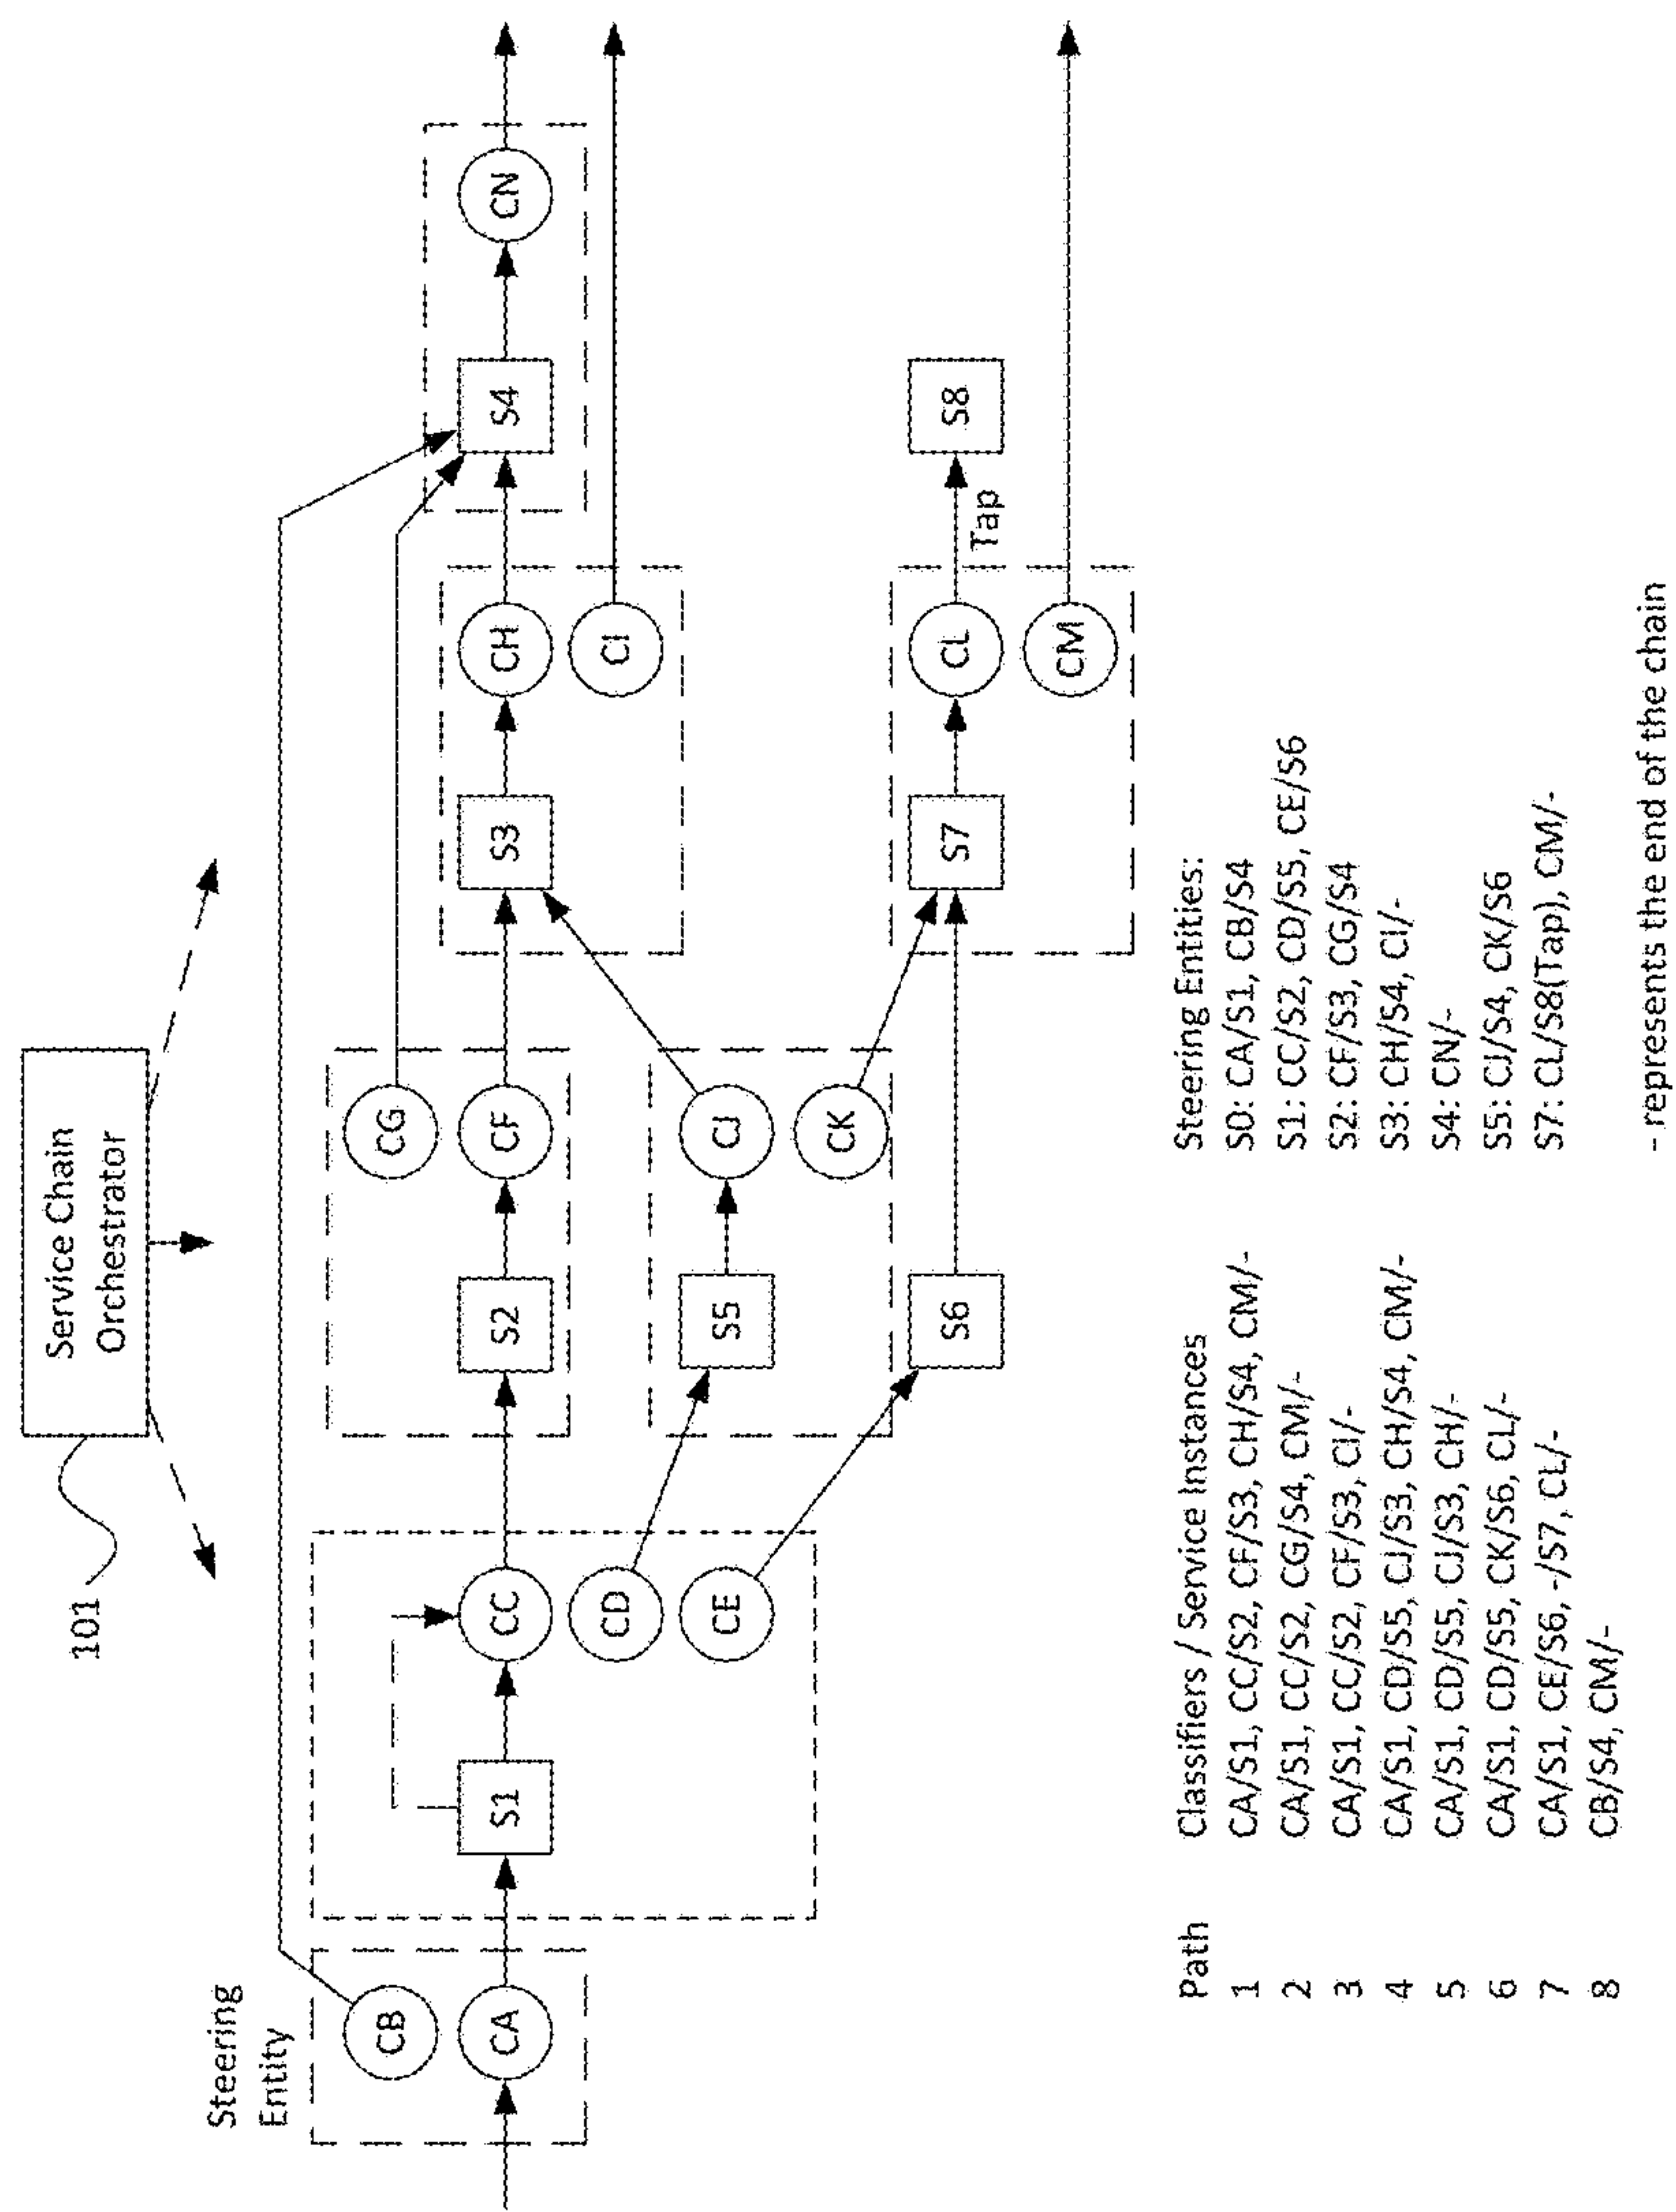 Service Chain
Orchestrator
101
Steering
Entity
CB
CA
S1
CC
CD
CE
CG
S2
CF
S5
CJ
CK
S6
S3
CH
CI
S7
CL
CM
Tap
S8
S4
CN
Path Classifiers / Service Instances
1 CA/S1, CC/S2, CF/S3, CH/S4, CM/-
2 CA/S1, CC/S2, CG/S4, CM/-
3 CA/S1, CC/S2, CF/S3, CI/-
4 CA/S1, CD/S5, CJ/S3, CH/S4, CM/-
5 CA/S1, CD/S5, CJ/S3, CH/-
6 CA/S1, CD/S5, CK/S6, CL/-
7 CA/S1, CE/S6, -/S7, CL/-
8 CB/S4, CM/-
Steering Entities:
S0: CA/S1, CB/S4
S1: CC/S2, CD/S5, CE/S6
S2: CF/S3, CG/S4
S3: CH/S4, CI/-
S4: CN/-
S5: CJ/S4, CK/S6
S7: CL/S8(Tap), CM/-
- represents the end of the chain